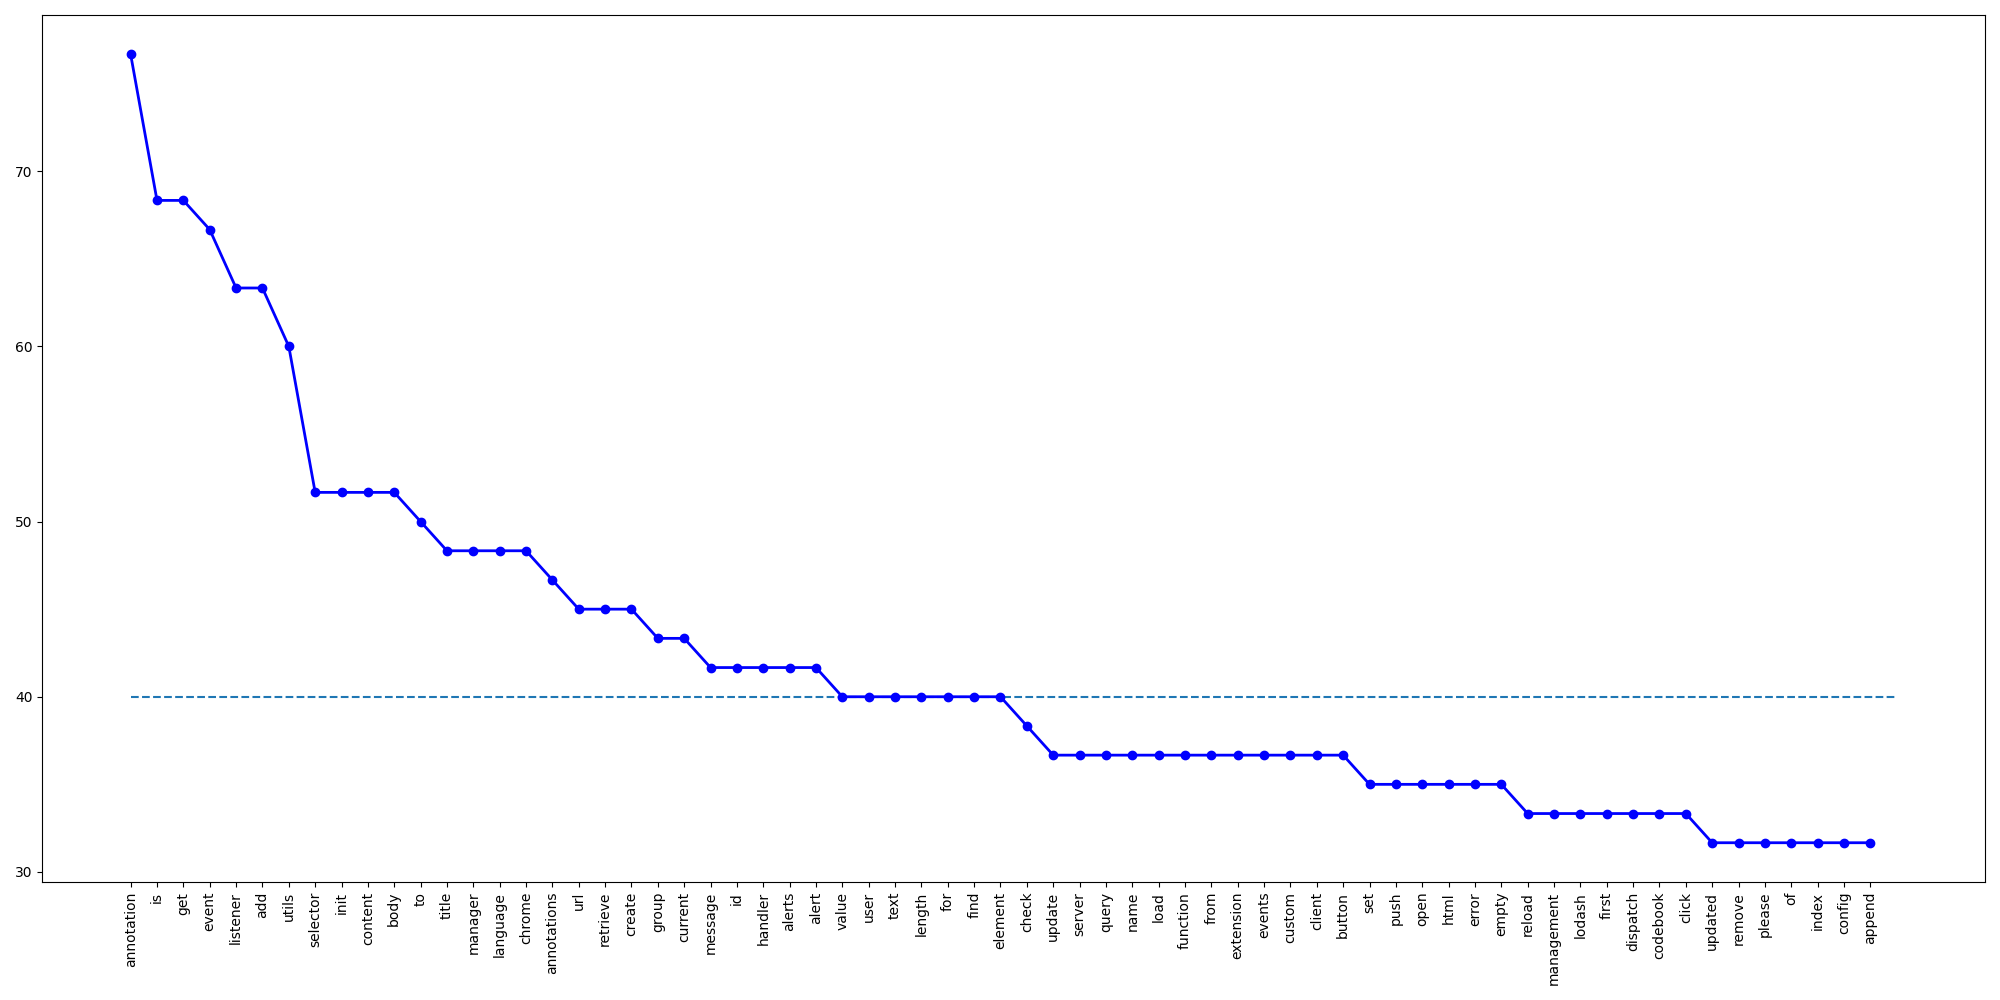 70
60
50
40
30
annotation
is
get
event
listener
add
utils
selector
init
content
body
to
title
manager
language
chrome
annotations
url
retrieve
create
group
current
message
id
handler
alerts
alert
value
user
text
length
for
find
element
check
update
server
query
name
load
function
from
extension
events
custom
client
button
set
push
open
html
error
empty
reload
management
lodash
first
dispatch
codebook
click
updated
remove
please
of
index
config
append